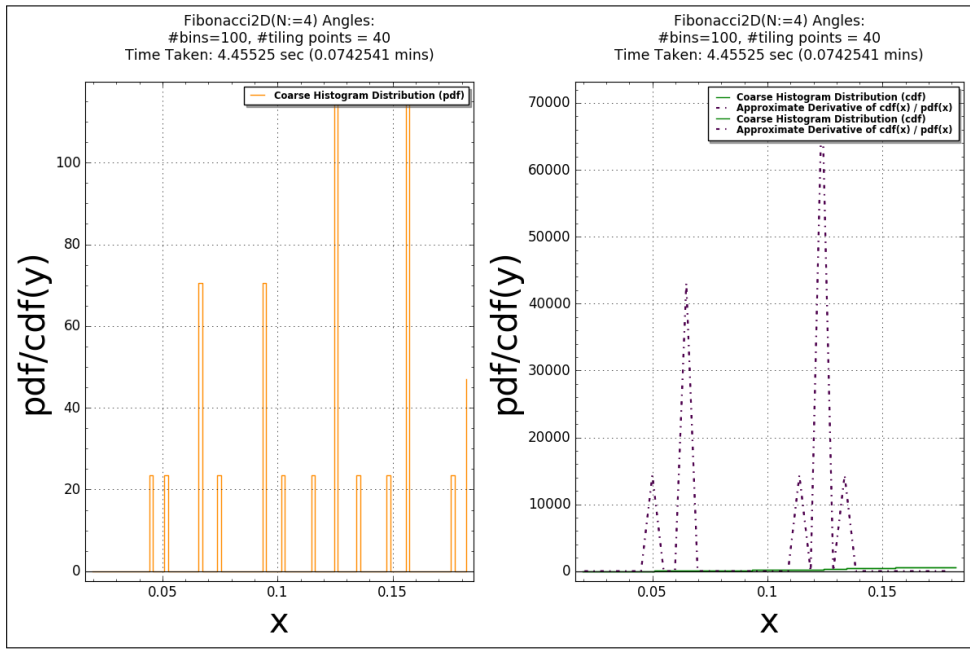 Fibonacci2D(N:=4) Angles:
#bins=100, #tiling points = 40
Time Taken: 4.45525 sec (0.0742541 mins)
Coarse Histogram Distribution (pdf)
100
80
60
40
20
0
0.05
0.1
0.15
pdf/cdf(y)
x
Fibonacci2D(N:=4) Angles:
#bins=100, #tiling points = 40
Time Taken: 4.45525 sec (0.0742541 mins)
Coarse Histogram Distribution (cdf)
Approximate Derivative of cdf(x) / pdf(x)
Coarse Histogram Distribution (cdf)
Approximate Derivative of cdf(x) / pdf(x)
70000
60000
50000
40000
30000
20000
10000
0
0.05
0.1
0.15
pdf/cdf(y)
x